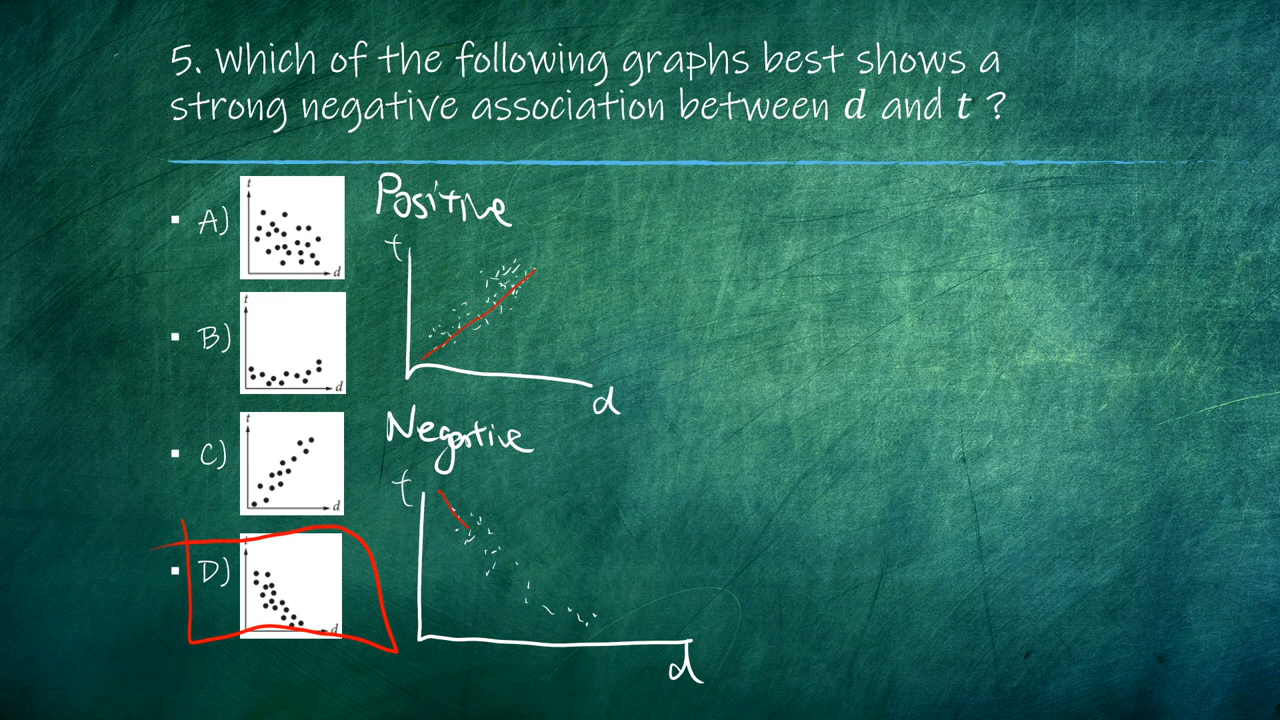 5. Which of the following graphs best shows a
strong negative association between d and t ?
▪ A)
t
d
Positive
t
d
▪ B)
t
d
▪ C)
t
d
Negative
t
d
▪ D)
t
d